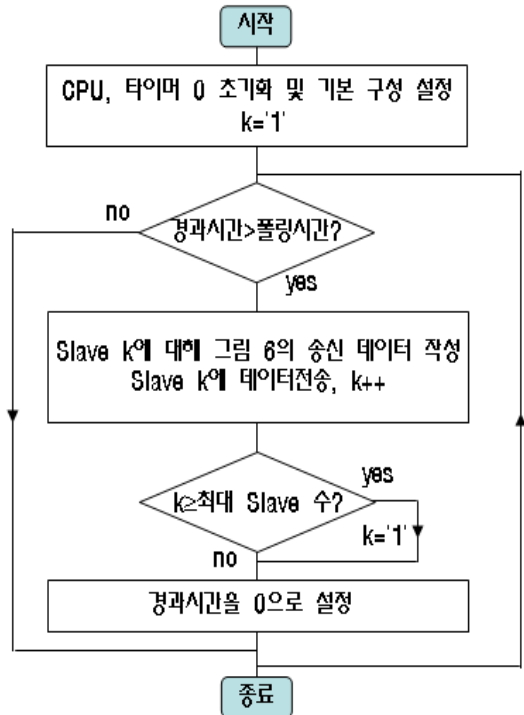 시작
CPU, 타이머 0 초기화 및 기본 구성 설정
k='1'
no
경과시간>폴링시간?
yes
Slave k에 대해 그림 6의 송신 데이터 작성
Slave k에 데이터전송, k++
yes
k≥최대 Slave 수?
k='1'
no
경과시간을 0으로 설정
종료